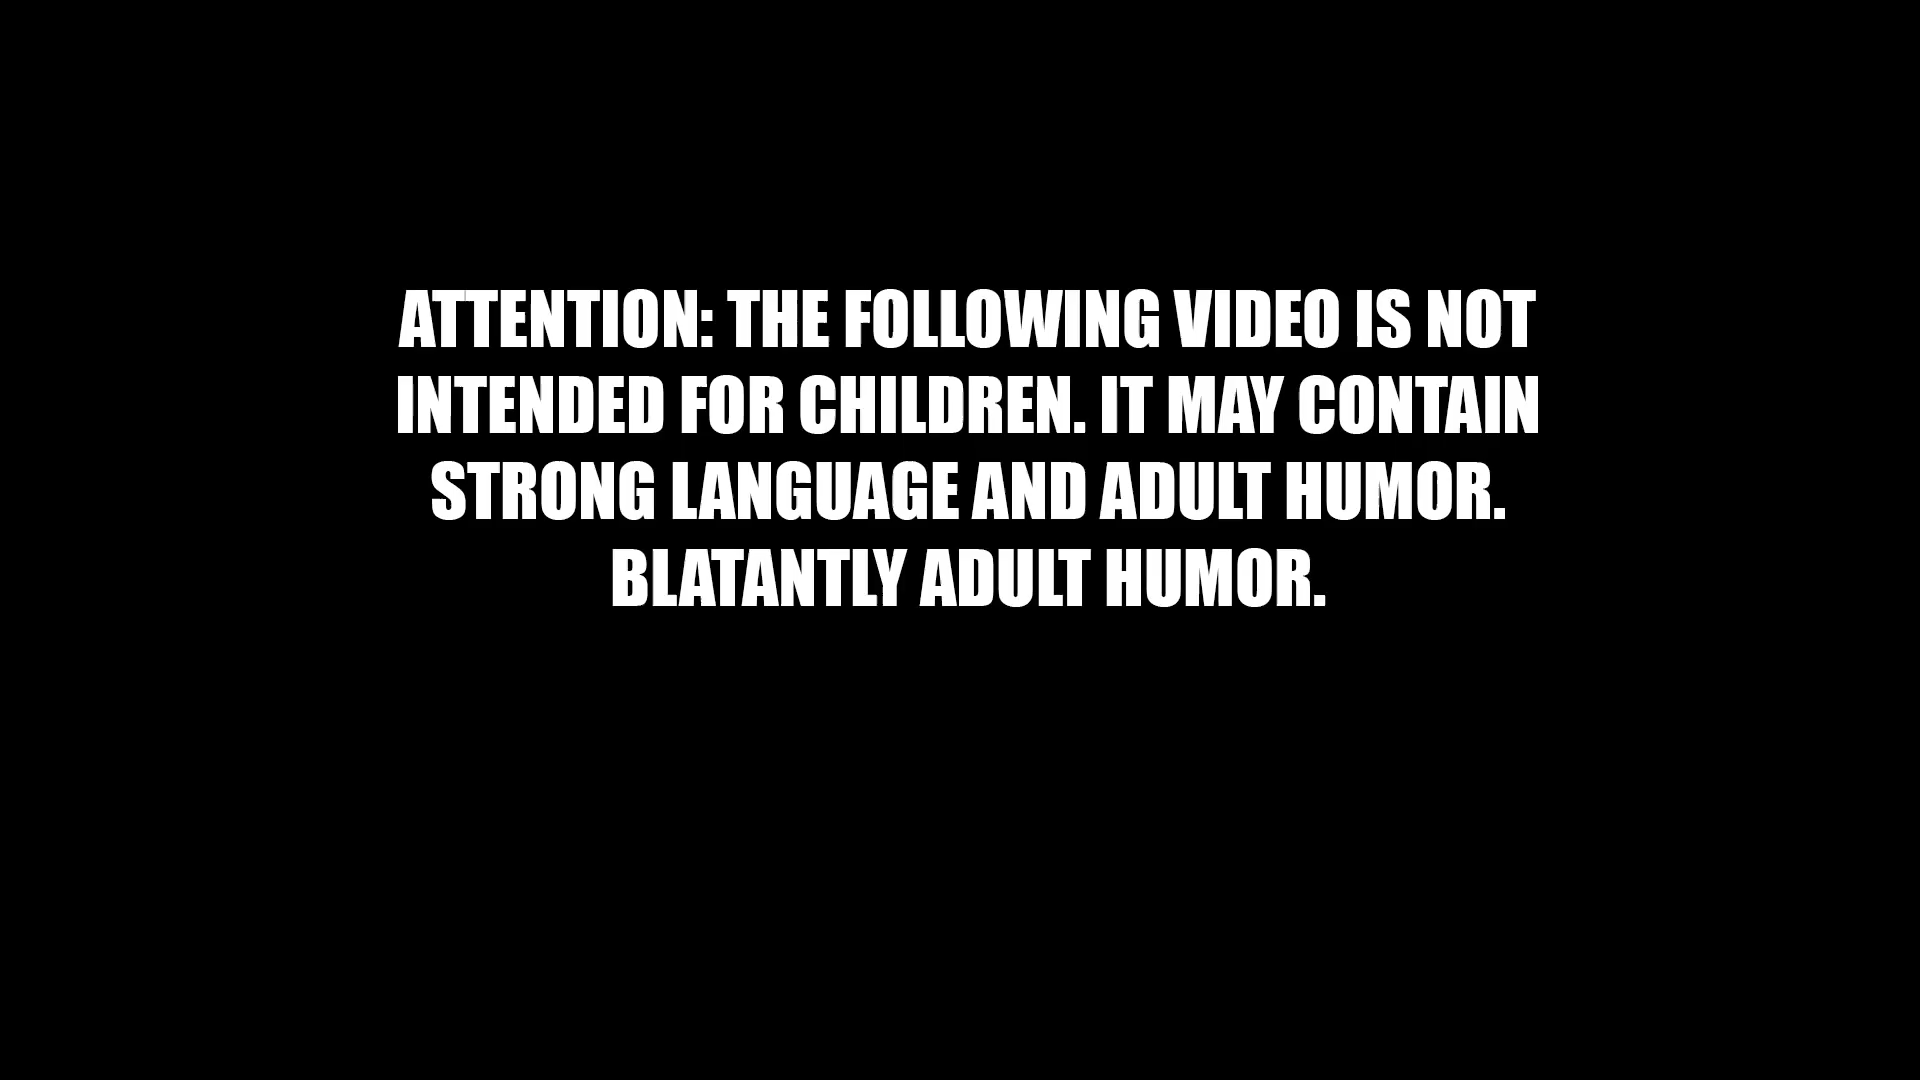 ATTENTION: THE FOLLOWING VIDEO IS NOT
INTENDED FOR CHILDREN. IT MAY CONTAIN
STRONG LANGUAGE AND ADULT HUMOR.
BLATANTLY ADULT HUMOR.